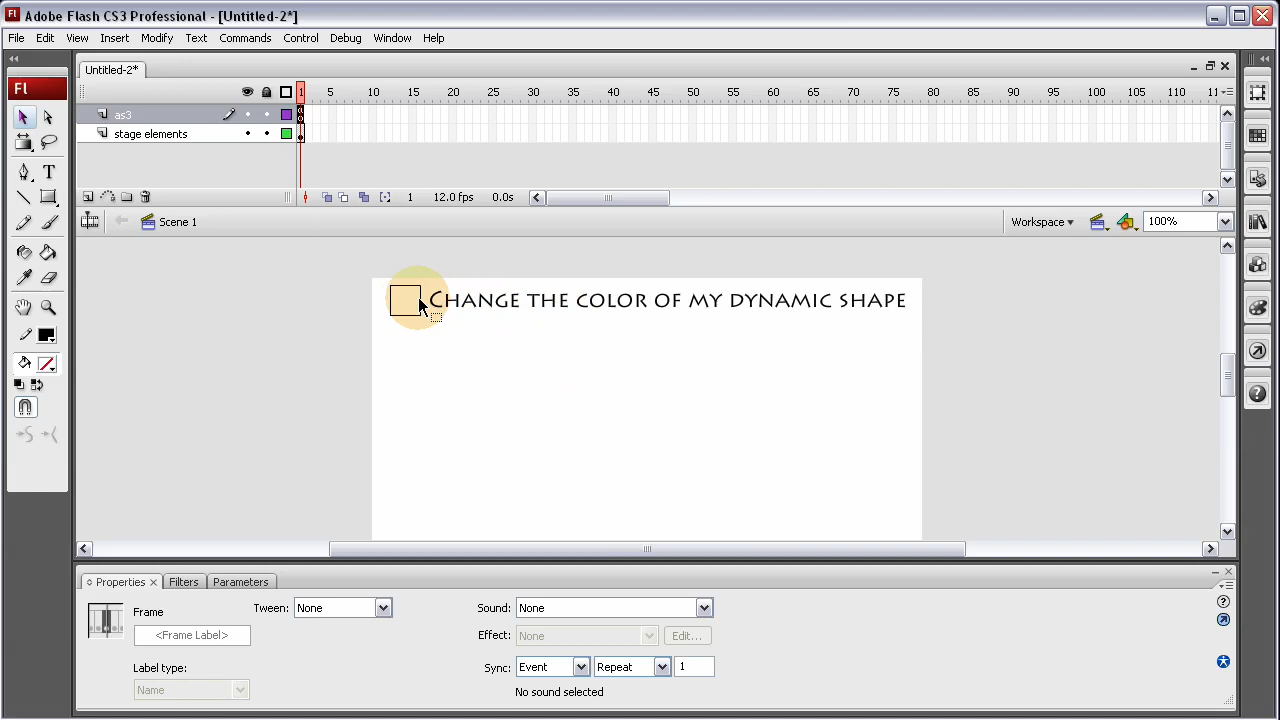 Adobe Flash CS3 Professional - [Untitled-2*]
File Edit View Insert Modify Text Commands Control Debug Window Help
Untitled-2*
Fl
1 5 10 15 20 25 30 35 40 45 50 55 60 65 70 75 80 85 90 95 100 105 110 11
as3
stage elements
1 12.0 fps 0.0s
Scene 1 Workspace 100%
Change the color of my dynamic shape
Properties Filters Parameters
Frame Tween: None Sound: None
<Frame Label> Effect: None Edit...
Label type: Sync: Event Repeat 1
Name No sound selected